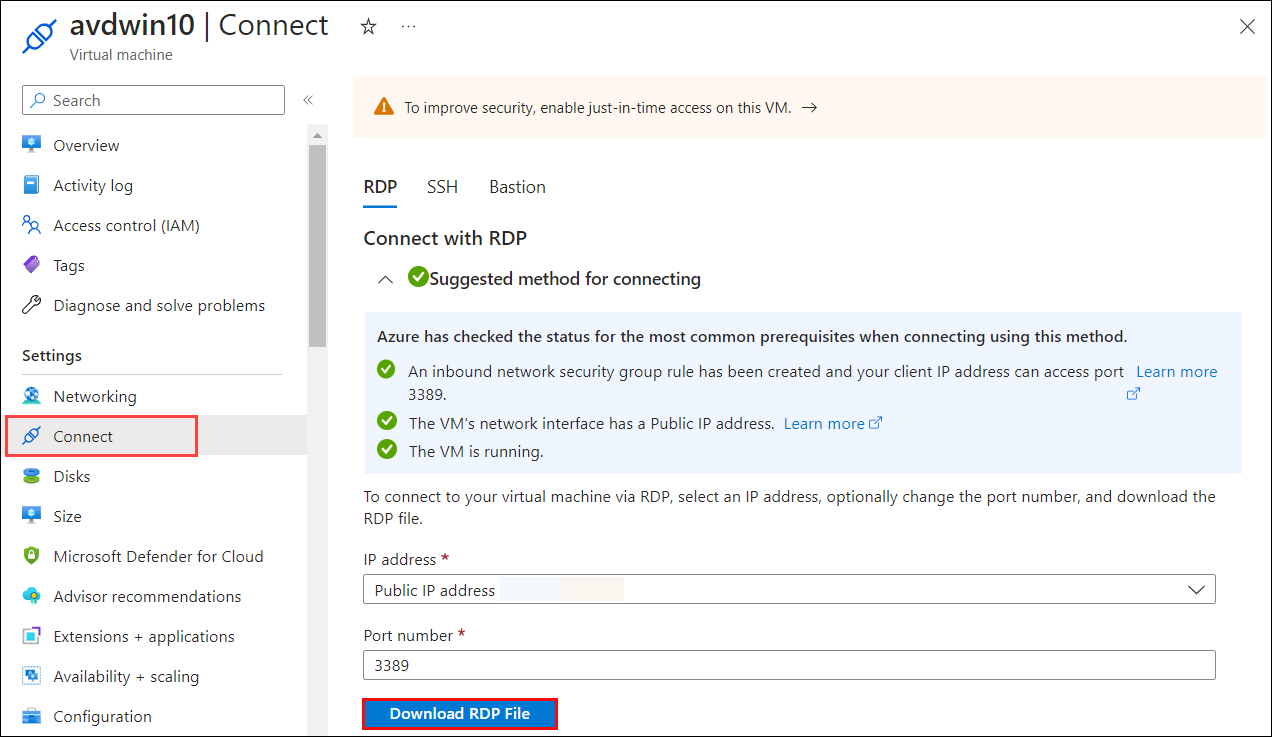 avdwin10 | Connect
Virtual machine
Search
Overview
Activity log
Access control (IAM)
Tags
Diagnose and solve problems
Settings
Networking
Connect
Disks
Size
Microsoft Defender for Cloud
Advisor recommendations
Extensions + applications
Availability + scaling
Configuration
To improve security, enable just-in-time access on this VM. →
RDP SSH Bastion
Connect with RDP
Suggested method for connecting
Azure has checked the status for the most common prerequisites when connecting using this method.
An inbound network security group rule has been created and your client IP address can access port Learn more
3389.
The VM's network interface has a Public IP address. Learn more
The VM is running.
To connect to your virtual machine via RDP, select an IP address, optionally change the port number, and download the
RDP file.
IP address *
Public IP address
Port number *
3389
Download RDP File